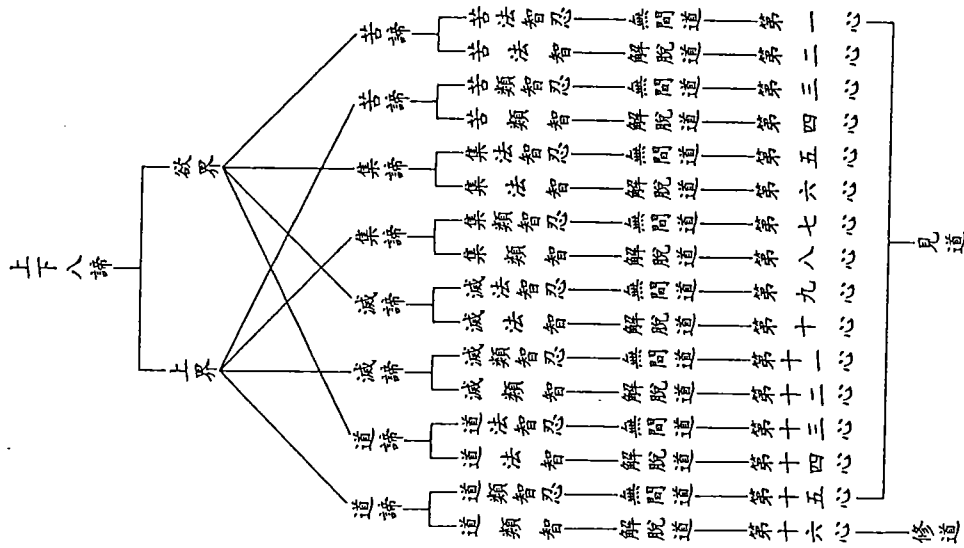 上下八諦
欲界
上界
苦諦
苦諦
集諦
集諦
滅諦
滅諦
道諦
道諦
苦法智忍 無間道 第一心
苦法智 解脫道 第二心
苦類智忍 無間道 第三心
苦類智 解脫道 第四心
集法智忍 無間道 第五心
集法智 解脫道 第六心
集類智忍 無間道 第七心
集類智 解脫道 第八心
滅法智忍 無間道 第九心
滅法智 解脫道 第十心
滅類智忍 無間道 第十一心
滅類智 解脫道 第十二心
道法智忍 無間道 第十三心
道法智 解脫道 第十四心
道類智忍 無間道 第十五心
道類智 解脫道 第十六心
見道
修道